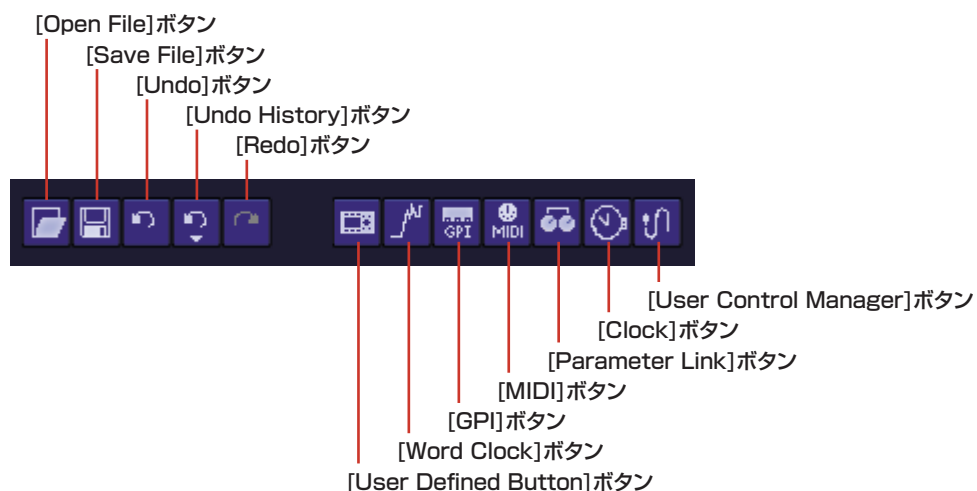 [Open File]ボタン
[Save File]ボタン
[Undo]ボタン
[Undo History]ボタン
[Redo]ボタン
GPI
MIDI
[User Control Manager]ボタン
[Clock]ボタン
[Parameter Link]ボタン
[MIDI]ボタン
[GPI]ボタン
[Word Clock]ボタン
[User Defined Button]ボタン